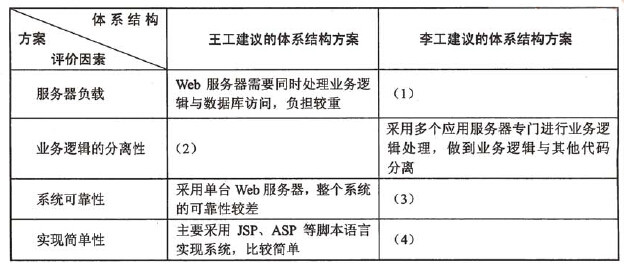 体系结构
方案
评价因素
王工建议的体系结构方案
李工建议的体系结构方案
服务器负载
Web 服务器需要同时处理业务逻
辑与数据库访问，负担较重
（1）
业务逻辑的分离性
（2）
采用多个应用服务器专门进行业务逻
辑处理，做到业务逻辑与其他代码
分离
系统可靠性
采用单台 Web 服务器，整个系统
的可靠性较差
（3）
实现简单性
主要采用 JSP、ASP 等脚本语言
实现系统，比较简单
（4）